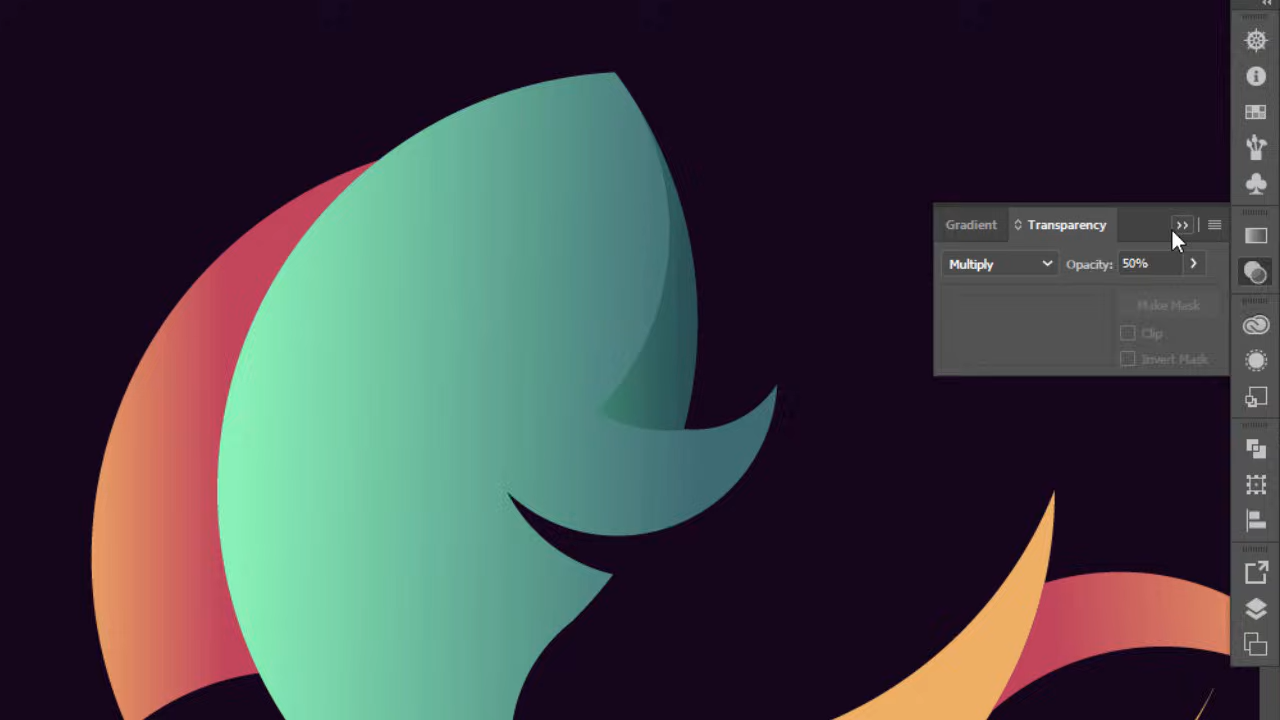 Gradient Transparency
Multiply Opacity: 50%
Make Mask
Clip
Invert Mask